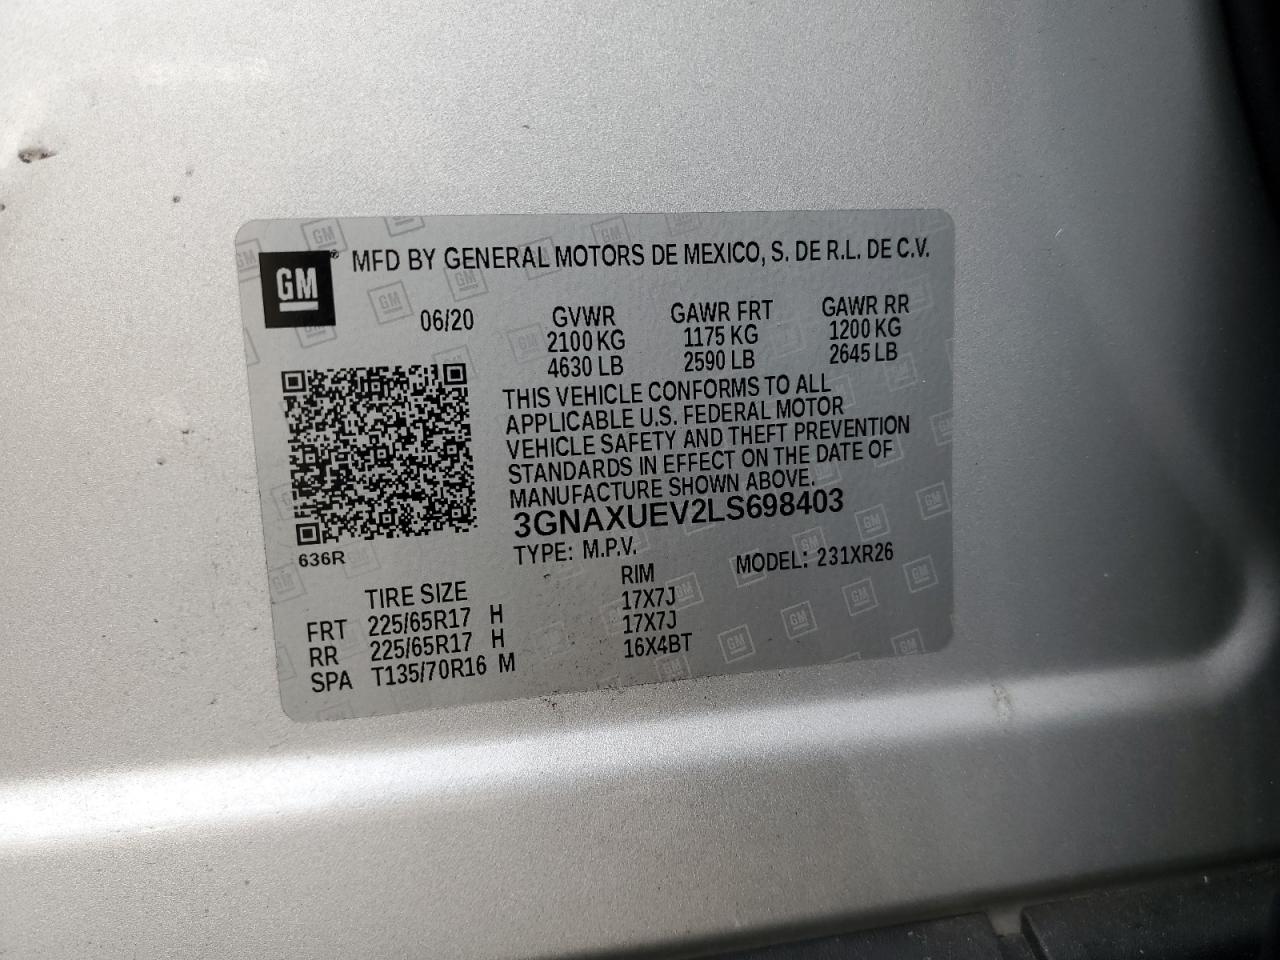 GM® MFD BY GENERAL MOTORS DE MEXICO, S. DE R.L. DE C.V.
06/20 GVWR GAWR FRT GAWR RR
2100 KG 1175 KG 1200 KG
4630 LB 2590 LB 2645 LB
THIS VEHICLE CONFORMS TO ALL
APPLICABLE U.S. FEDERAL MOTOR
VEHICLE SAFETY AND THEFT PREVENTION
STANDARDS IN EFFECT ON THE DATE OF
MANUFACTURE SHOWN ABOVE.
3GNAXUEV2LS698403
636R TYPE: M.P.V. MODEL: 231XR26
TIRE SIZE RIM
FRT 225/65R17 H 17X7J
RR 225/65R17 H 17X7J
SPA T135/70R16 M 16X4BT